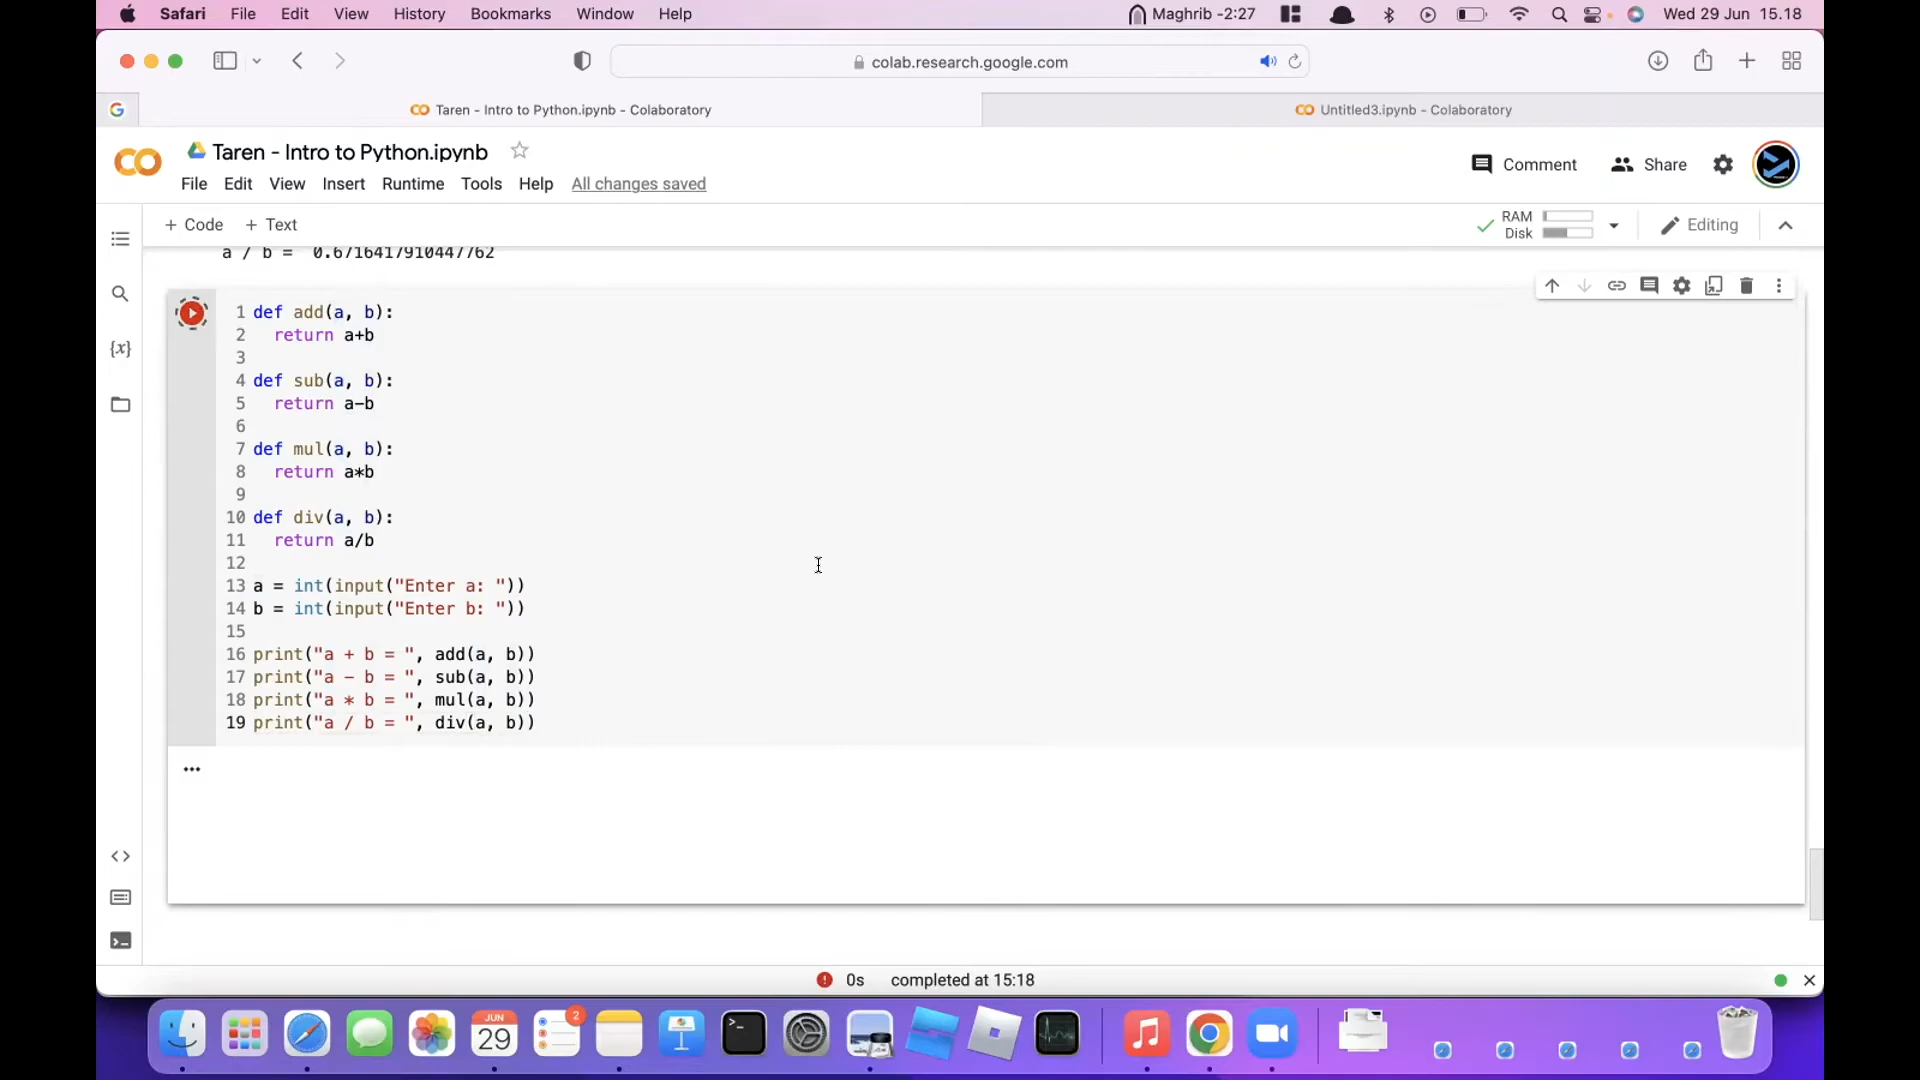 Safari File Edit View History Bookmarks Window Help Maghrib -2:27 Wed 29 Jun 15.18
colab.research.google.com
G CO Taren - Intro to Python.ipynb - Colaboratory CO Untitled3.ipynb - Colaboratory
CO Taren - Intro to Python.ipynb
Comment Share
File Edit View Insert Runtime Tools Help All changes saved
+ Code + Text RAM Disk Editing
a / b =  0.6716417910447762
{x}
1 def add(a, b):
2   return a+b
3
4 def sub(a, b):
5   return a-b
6
7 def mul(a, b):
8   return a*b
9
10 def div(a, b):
11   return a/b
12
13 a = int(input("Enter a: "))
14 b = int(input("Enter b: "))
15
16 print("a + b = ", add(a, b))
17 print("a - b = ", sub(a, b))
18 print("a * b = ", mul(a, b))
19 print("a / b = ", div(a, b))
...
0s completed at 15:18
JUN
29
2